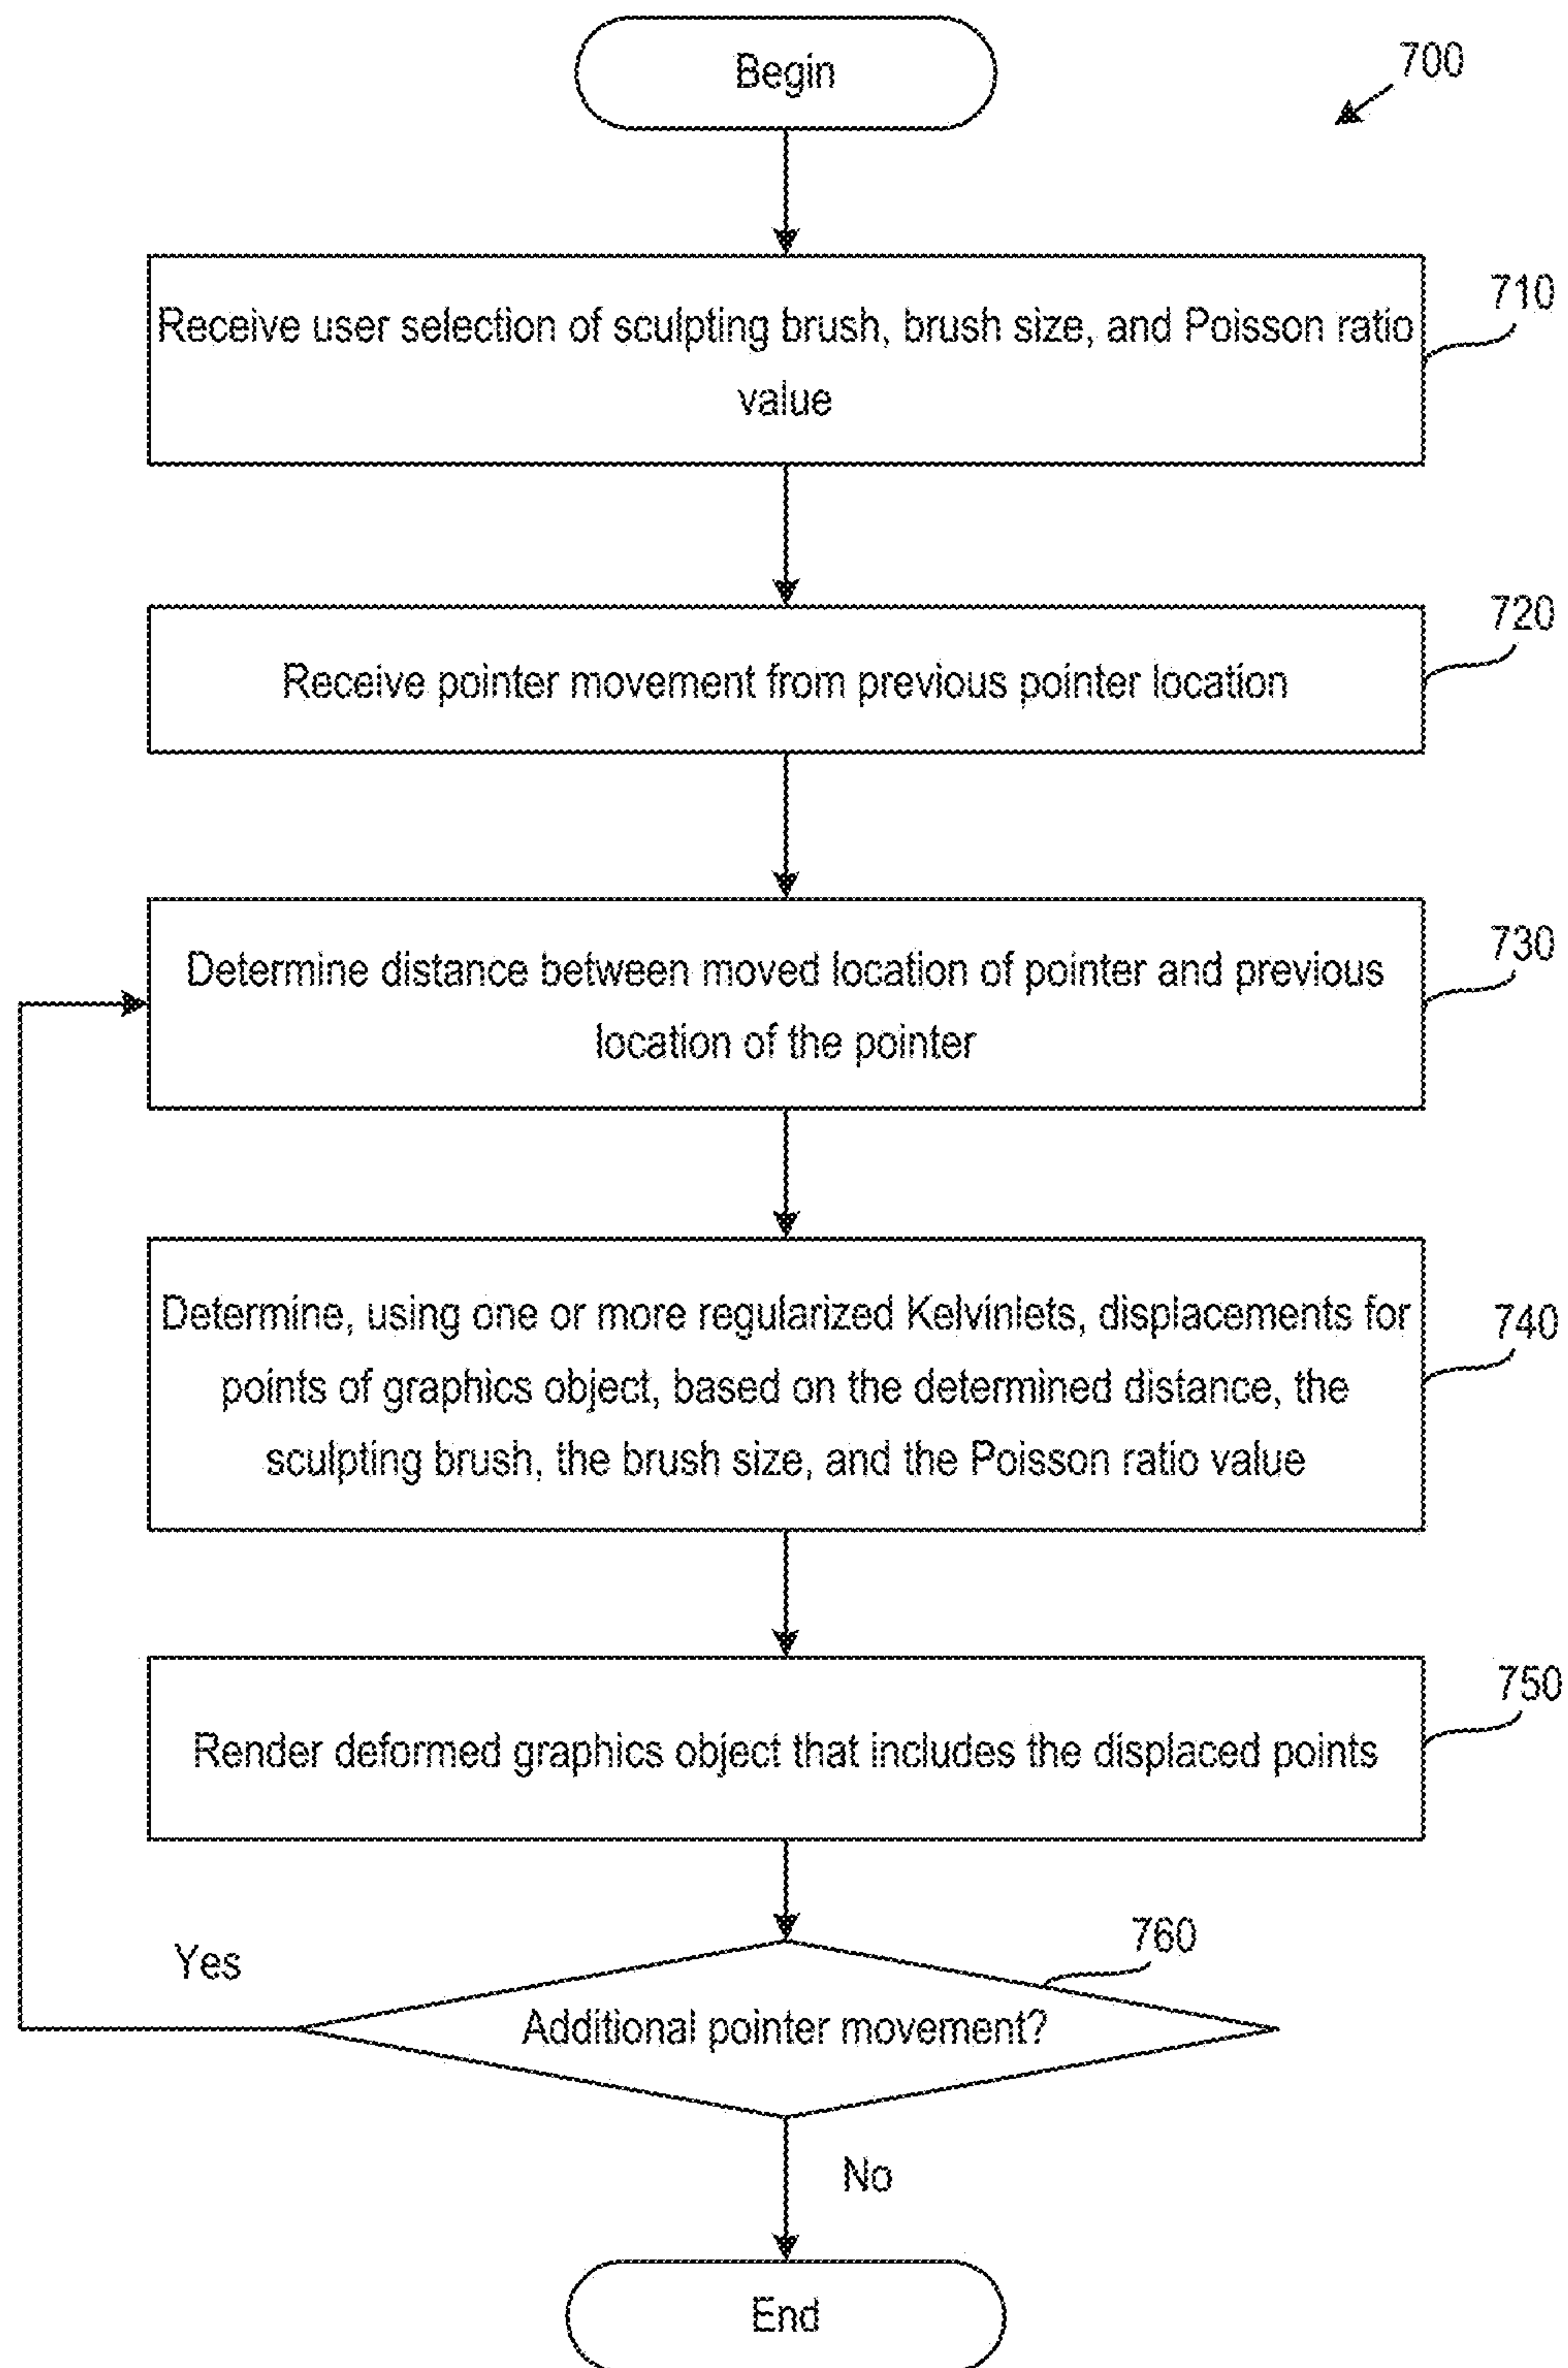 Begin
700
Receive user selection of sculpting brush, brush size, and Poisson ratio
value
710
Receive pointer movement from previous pointer location
720
Determine distance between moved location of pointer and previous
location of the pointer
730
Determine, using one or more regularized Kelvinlets, displacements for
points of graphics object, based on the determined distance, the
sculpting brush, the brush size, and the Poisson ratio value
740
Render deformed graphics object that includes the displaced points
750
760
Yes
Additional pointer movement?
No
End